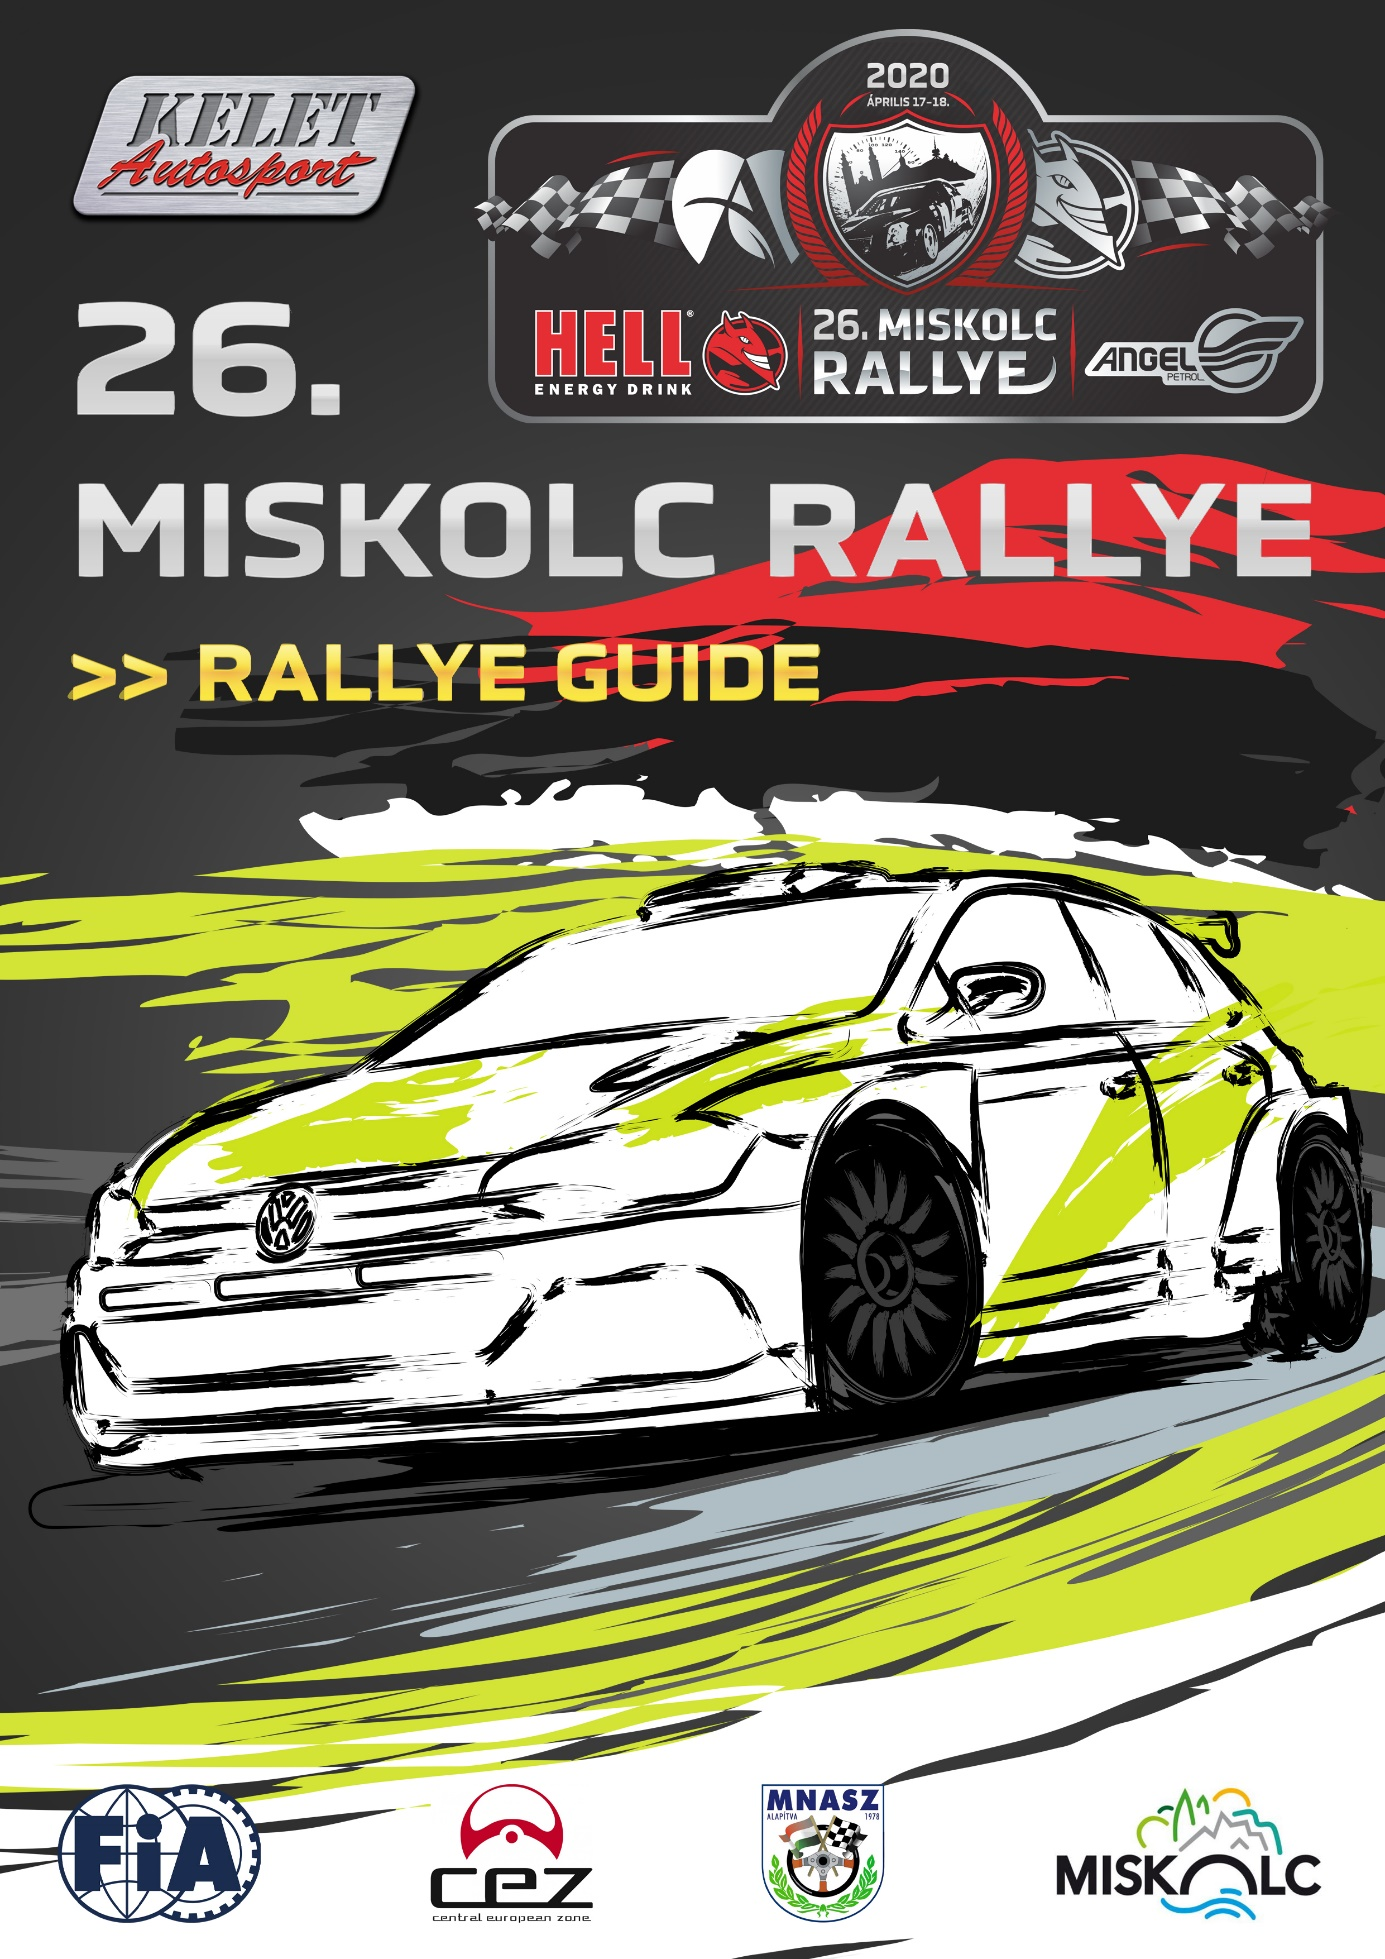 KELET
Autosport
2020
ÁPRILIS 17-18.
HELL®
ENERGY DRINK
26. MISKOLC
RALLYE
ANGEL
PETROL
26.
MISKOLC RALLYE
>> RALLYE GUIDE
FiA
cez
central european zone
MNASZ
ALAPÍTVA 1978
MISKOLC